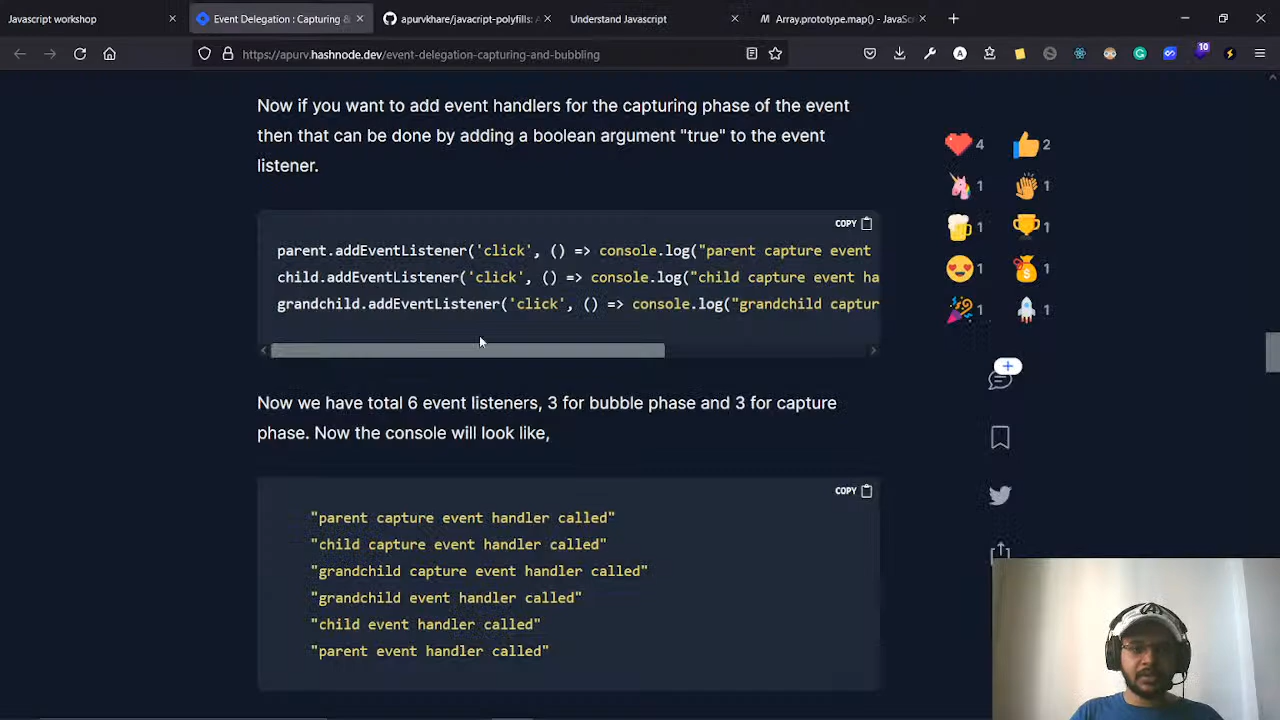 Javascript workshop
Event Delegation : Capturing &
apurvkhare/javacript-polyfills: A
Understand Javascript
Array.prototype.map() - JavaScr
https://apurv.hashnode.dev/event-delegation-capturing-and-bubbling
10
Now if you want to add event handlers for the capturing phase of the event
then that can be done by adding a boolean argument "true" to the event
listener.
COPY
parent.addEventListener('click', () => console.log("parent capture event
child.addEventListener('click', () => console.log("child capture event ha
grandchild.addEventListener('click', () => console.log("grandchild captur
Now we have total 6 event listeners, 3 for bubble phase and 3 for capture
phase. Now the console will look like,
COPY
"parent capture event handler called"
"child capture event handler called"
"grandchild capture event handler called"
"grandchild event handler called"
"child event handler called"
"parent event handler called"
4
2
1
1
1
1
1
1
1
1